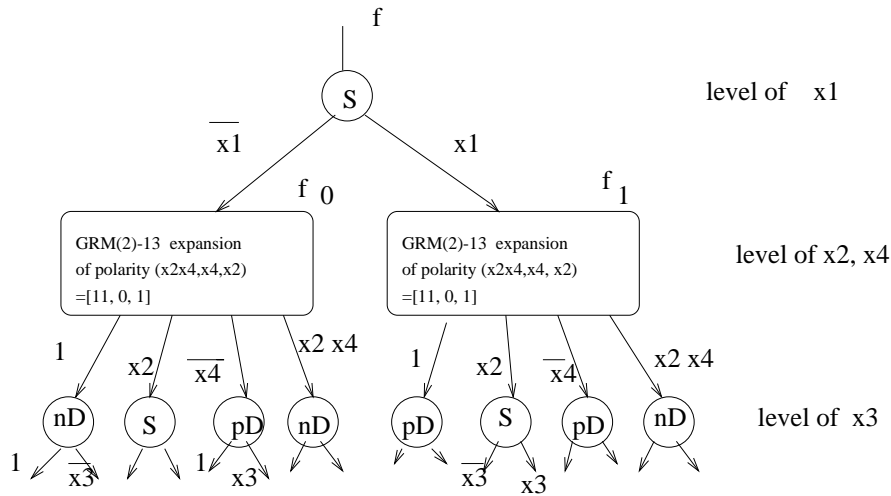 f
S
level of x1
x1
x1
f 0
f 1
GRM(2)-13 expansion
of polarity (x2x4,x4,x2)
=[11, 0, 1]
GRM(2)-13 expansion
of polarity (x2x4,x4, x2)
=[11, 0, 1]
level of x2, x4
1
x2
x4
x2 x4
1
x2
x4
x2 x4
nD
S
pD
nD
pD
S
pD
nD
level of x3
1
x3
1
x3
x3
x3